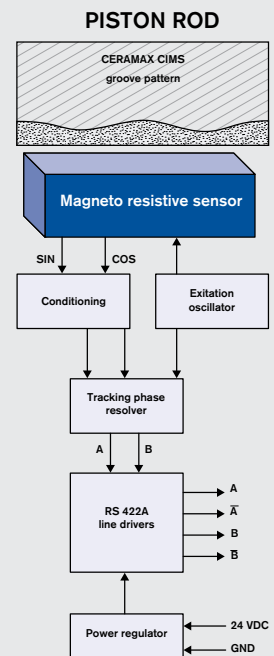 PISTON ROD
CERAMAX CIMS
groove pattern
Magneto resistive sensor
SIN
COS
Conditioning
Exitation
oscillator
Tracking phase
resolver
A
B
RS 422A
line drivers
A
A̅
B
B̅
Power regulator
24 VDC
GND